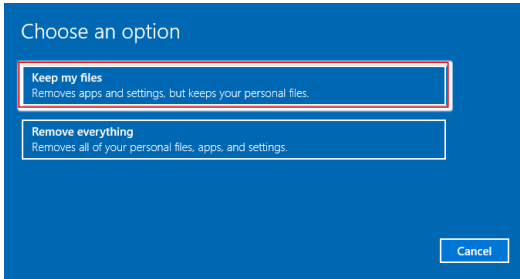 Choose an option
Keep my files
Removes apps and settings, but keeps your personal files.
Remove everything
Removes all of your personal files, apps, and settings.
Cancel